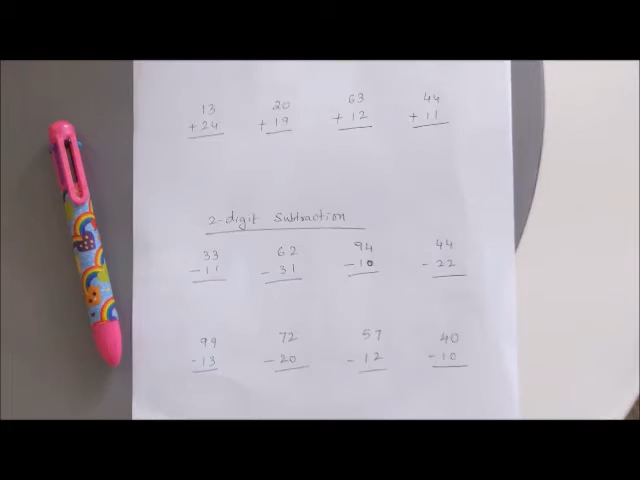 13 20 63 44
+24 +19 +12 +11
2-digit Subtraction
33 62 94 44
-11 -31 -10 -22
99 72 57 40
-13 -20 -12 -10